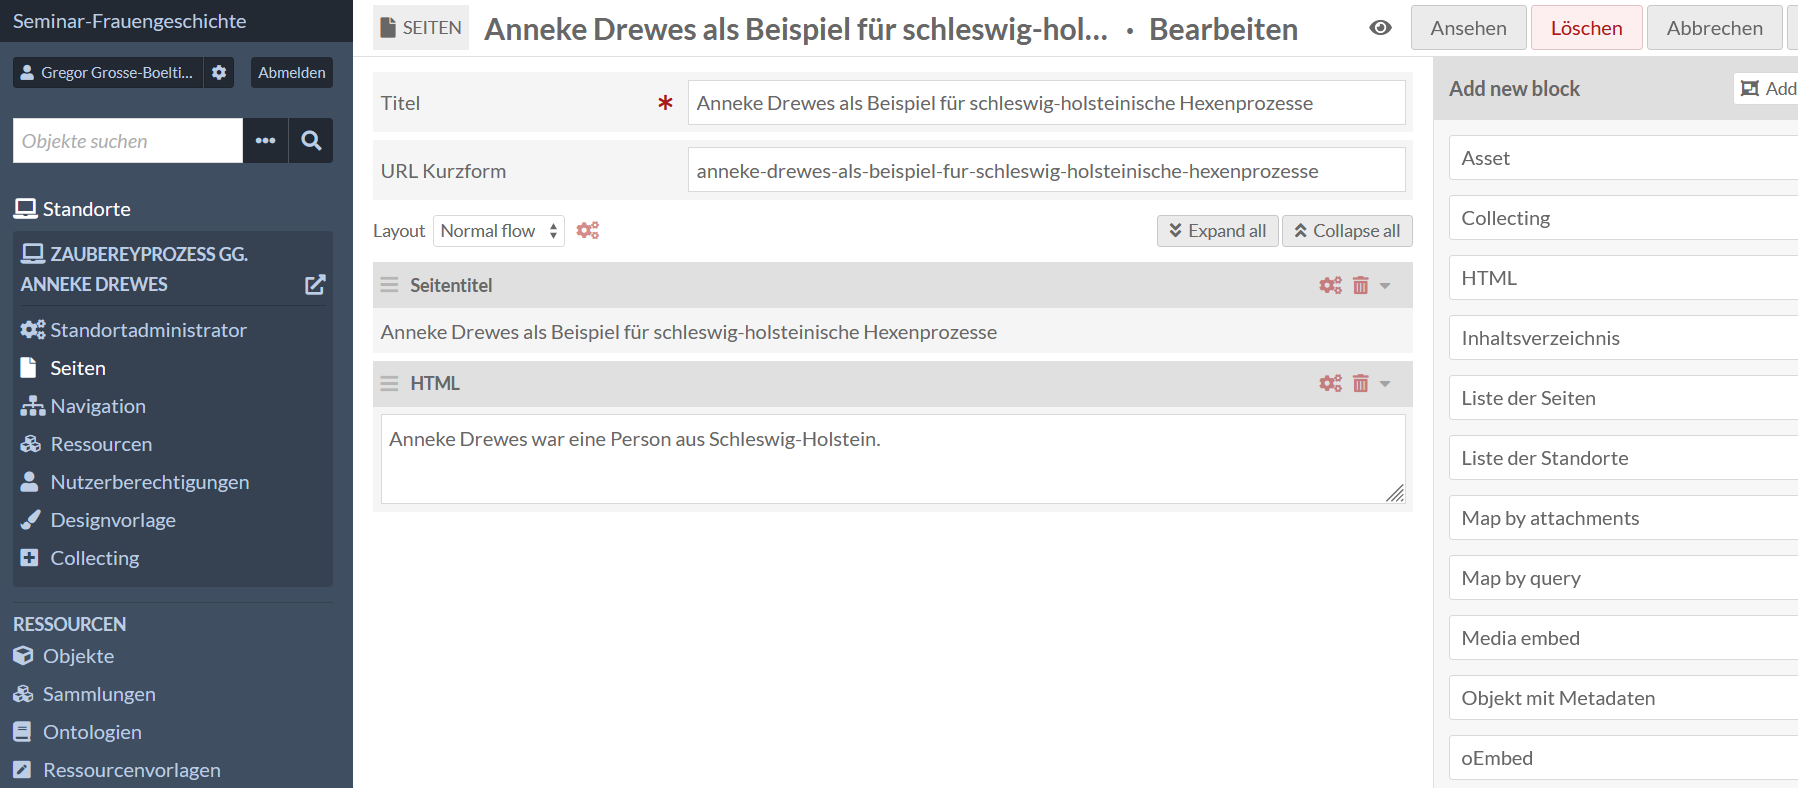 Seminar-Frauengeschichte
Gregor Grosse-Boelti...
Abmelden
Objekte suchen
Standorte
ZAUBEREYPROZESS GG.
ANNEKE DREWES
Standortadministrator
Seiten
Navigation
Ressourcen
Nutzerberechtigungen
Designvorlage
Collecting
RESSOURCEN
Objekte
Sammlungen
Ontologien
Ressourcenvorlagen
SEITEN
Anneke Drewes als Beispiel für schleswig-hol... · Bearbeiten
Ansehen
Löschen
Abbrechen
Titel
Anneke Drewes als Beispiel für schleswig-holsteinische Hexenprozesse
URL Kurzform
anneke-drewes-als-beispiel-fur-schleswig-holsteinische-hexenprozesse
Layout
Normal flow
Expand all
Collapse all
Seitentitel
Anneke Drewes als Beispiel für schleswig-holsteinische Hexenprozesse
HTML
Anneke Drewes war eine Person aus Schleswig-Holstein.
Add new block
Add
Asset
Collecting
HTML
Inhaltsverzeichnis
Liste der Seiten
Liste der Standorte
Map by attachments
Map by query
Media embed
Objekt mit Metadaten
oEmbed